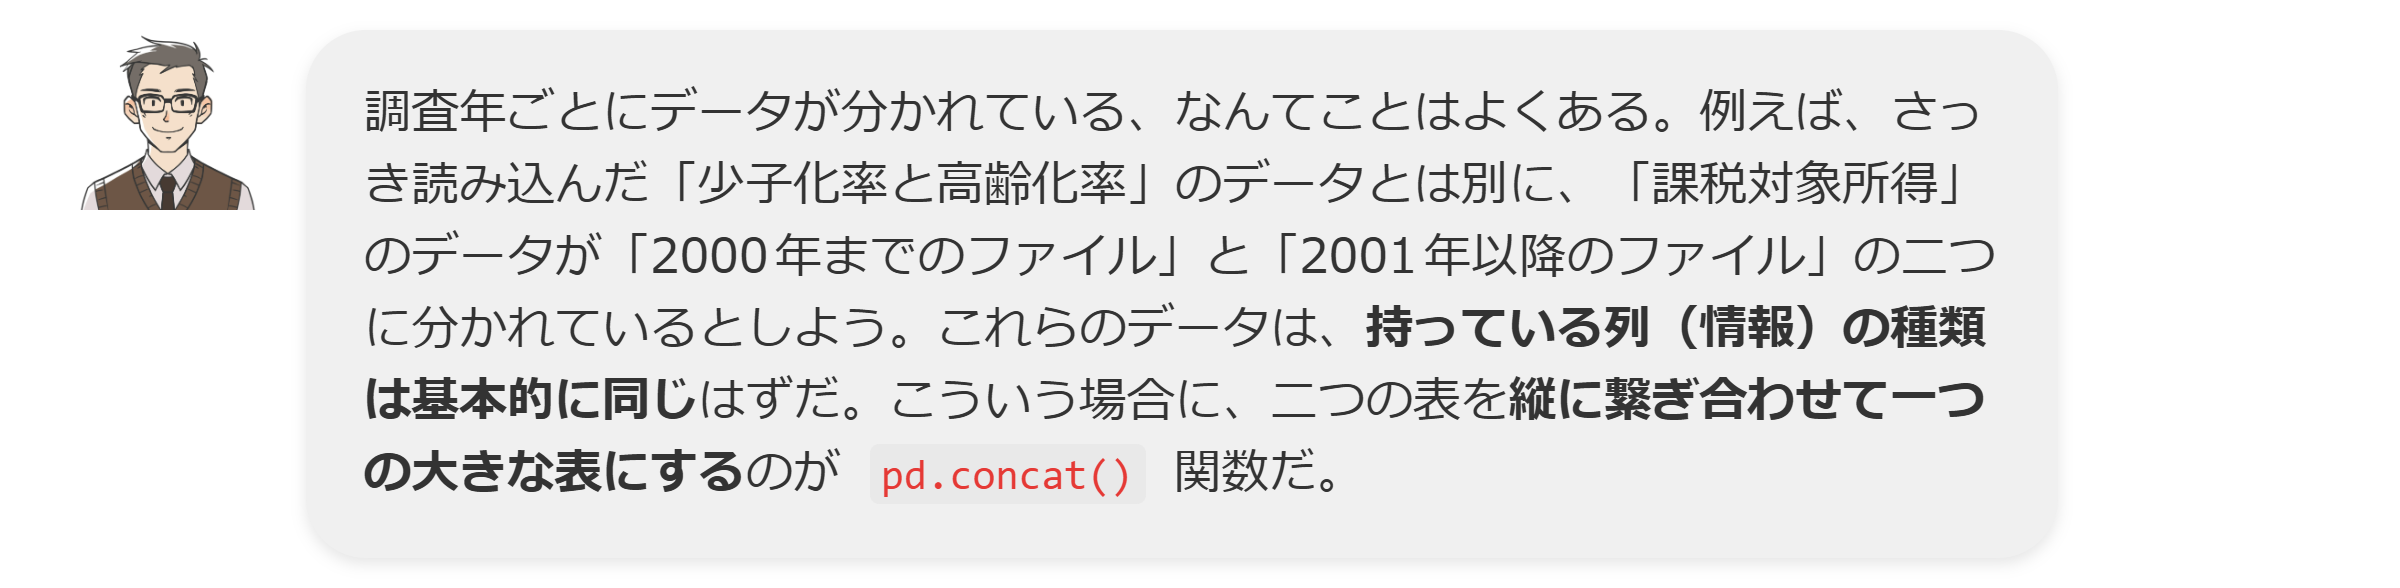 調査年ごとにデータが分かれている、なんてことはよくある。例えば、さっ
き読み込んだ「少子化率と高齢化率」のデータとは別に、「課税対象所得」
のデータが「2000年までのファイル」と「2001年以降のファイル」の二つ
に分かれているとしよう。これらのデータは、持っている列（情報）の種類
は基本的に同じはずだ。こういう場合に、二つの表を縦に繋ぎ合わせて一つ
の大きな表にするのが pd.concat() 関数だ。